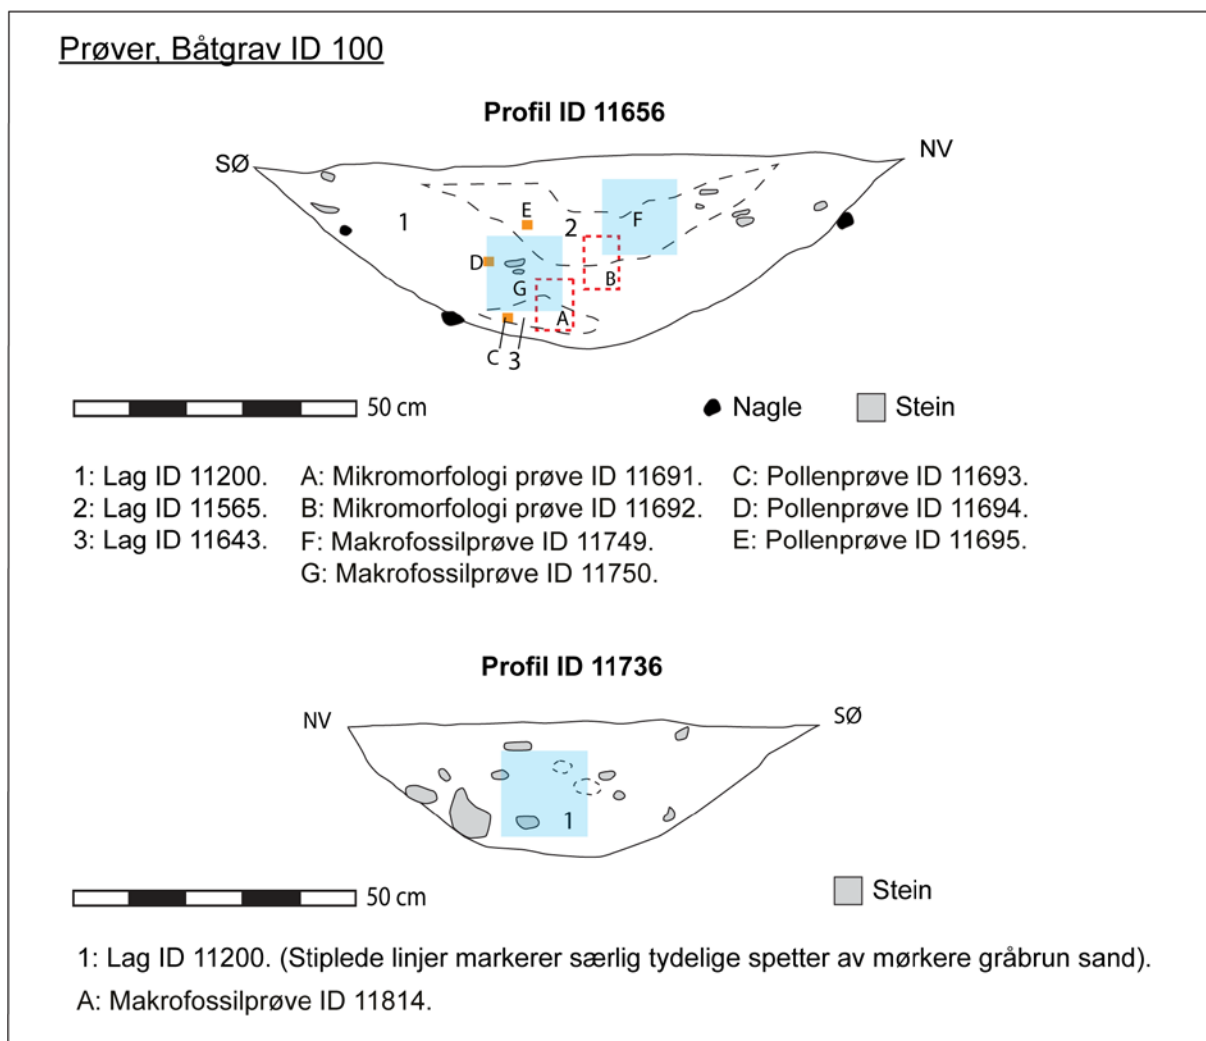 Prøver, Båtgrav ID 100
Profil ID 11656
SØ NV
1 E 2 F
D G B
A
C 3
50 cm Nagle Stein
1: Lag ID 11200. A: Mikromorfologi prøve ID 11691. C: Pollenprøve ID 11693.
2: Lag ID 11565. B: Mikromorfologi prøve ID 11692. D: Pollenprøve ID 11694.
3: Lag ID 11643. F: Makrofossilprøve ID 11749. E: Pollenprøve ID 11695.
G: Makrofossilprøve ID 11750.
Profil ID 11736
NV SØ
1
50 cm Stein
1: Lag ID 11200. (Stiplede linjer markerer særlig tydelige spetter av mørkere gråbrun sand).
A: Makrofossilprøve ID 11814.